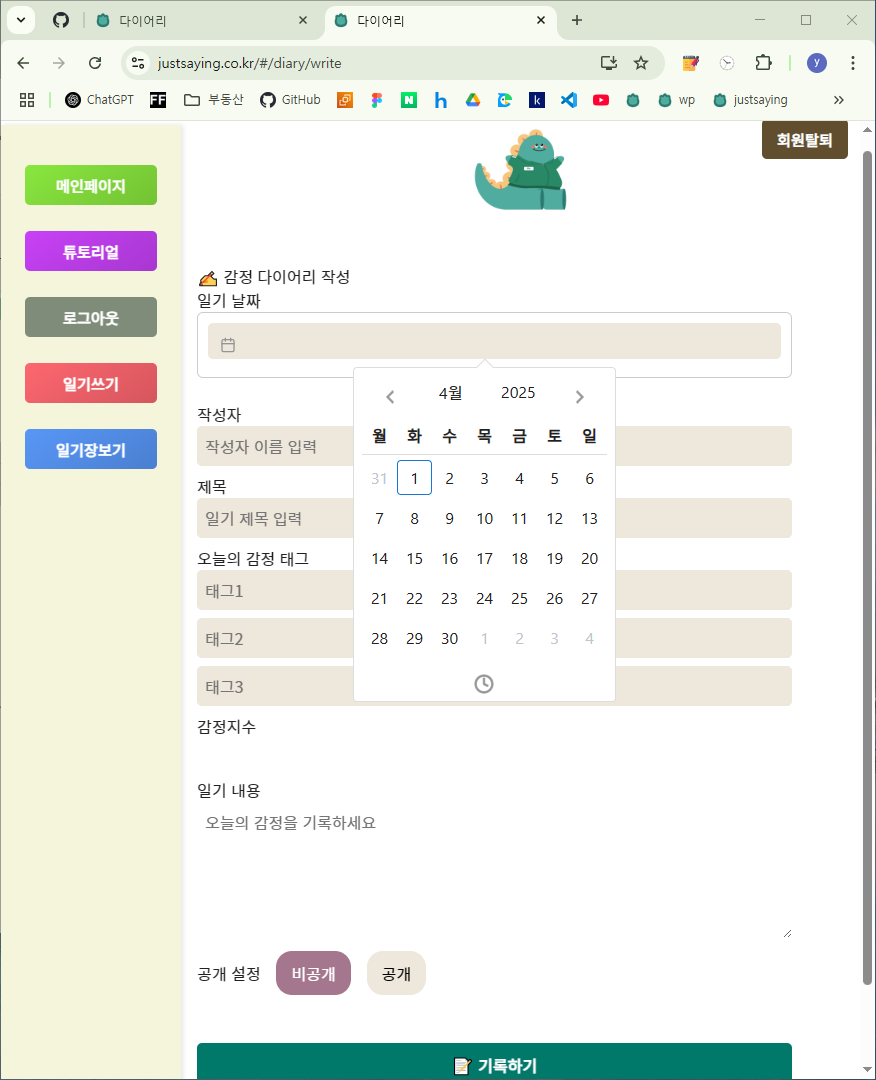 다이어리
다이어리
justsaying.co.kr/#/diary/write
y
ChatGPT
FF
부동산
GitHub
N
h
k
wp
justsaying
회원탈퇴
메인페이지
튜토리얼
로그아웃
일기쓰기
일기장보기
✍️ 감정 다이어리 작성
일기 날짜
4월 2025
월 화 수 목 금 토 일
31 1 2 3 4 5 6
7 8 9 10 11 12 13
14 15 16 17 18 19 20
21 22 23 24 25 26 27
28 29 30 1 2 3 4
작성자
작성자 이름 입력
제목
일기 제목 입력
오늘의 감정 태그
태그1
태그2
태그3
감정지수
일기 내용
오늘의 감정을 기록하세요
공개 설정 비공개 공개
📝 기록하기